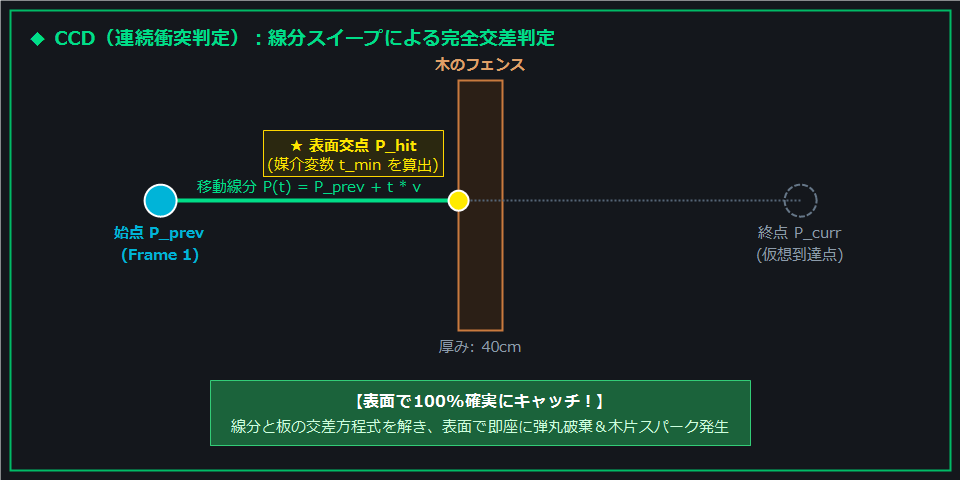 ◆ CCD（連続衝突判定）：線分スイープによる完全交差判定
木のフェンス
★ 表面交点 P_hit
(媒介変数 t_min を算出)
移動線分 P(t) = P_prev + t * v
始点 P_prev
(Frame 1)
終点 P_curr
(仮想到達点)
厚み: 40cm
【表面で100%確実にキャッチ！】
線分と板の交差方程式を解き、表面で即座に弾丸破棄＆木片スパーク発生